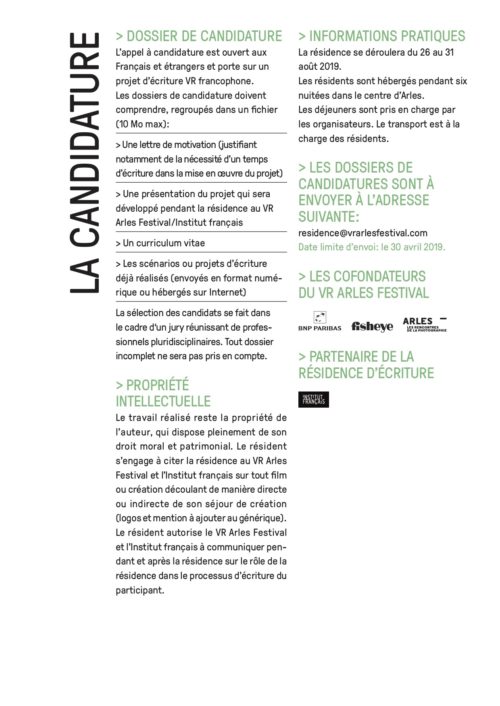 LA CANDIDATURE
> DOSSIER DE CANDIDATURE
L'appel à candidature est ouvert aux
Français et étrangers et porte sur un
projet d'écriture VR francophone.
Les dossiers de candidature doivent
comprendre, regroupés dans un fichier
(10 Mo max):
> Une lettre de motivation (justifiant
notamment de la nécessité d'un temps
d'écriture dans la mise en œuvre du projet)
> Une présentation du projet qui sera
développé pendant la résidence au VR
Arles Festival/Institut français
> Un curriculum vitae
> Les scénarios ou projets d'écriture
déjà réalisés (envoyés en format numé-
rique ou hébergés sur Internet)
La sélection des candidats se fait dans
le cadre d'un jury réunissant de profes-
sionnels pluridisciplinaires. Tout dossier
incomplet ne sera pas pris en compte.
> PROPRIÉTÉ
INTELLECTUELLE
Le travail réalisé reste la propriété de
l'auteur, qui dispose pleinement de son
droit moral et patrimonial. Le résident
s'engage à citer la résidence au VR Arles
Festival et l'Institut français sur tout film
ou création découlant de manière directe
ou indirecte de son séjour de création
(logos et mention à ajouter au générique).
Le résident autorise le VR Arles Festival
et l'Institut français à communiquer pen-
dant et après la résidence sur le rôle de la
résidence dans le processus d'écriture du
participant.
> INFORMATIONS PRATIQUES
La résidence se déroulera du 26 au 31
août 2019.
Les résidents sont hébergés pendant six
nuitées dans le centre d'Arles.
Les déjeuners sont pris en charge par
les organisateurs. Le transport est à la
charge des résidents.
> LES DOSSIERS DE
CANDIDATURES SONT À
ENVOYER À L'ADRESSE
SUIVANTE:
residence@vrarlesfestival.com
Date limite d'envoi: le 30 avril 2019.
> LES COFONDATEURS
DU VR ARLES FESTIVAL
BNP PARIBAS
fisheye
ARLES
LES RENCONTRES
DE LA PHOTOGRAPHIE
> PARTENAIRE DE LA
RÉSIDENCE D'ÉCRITURE
INSTITUT
FRANÇAIS